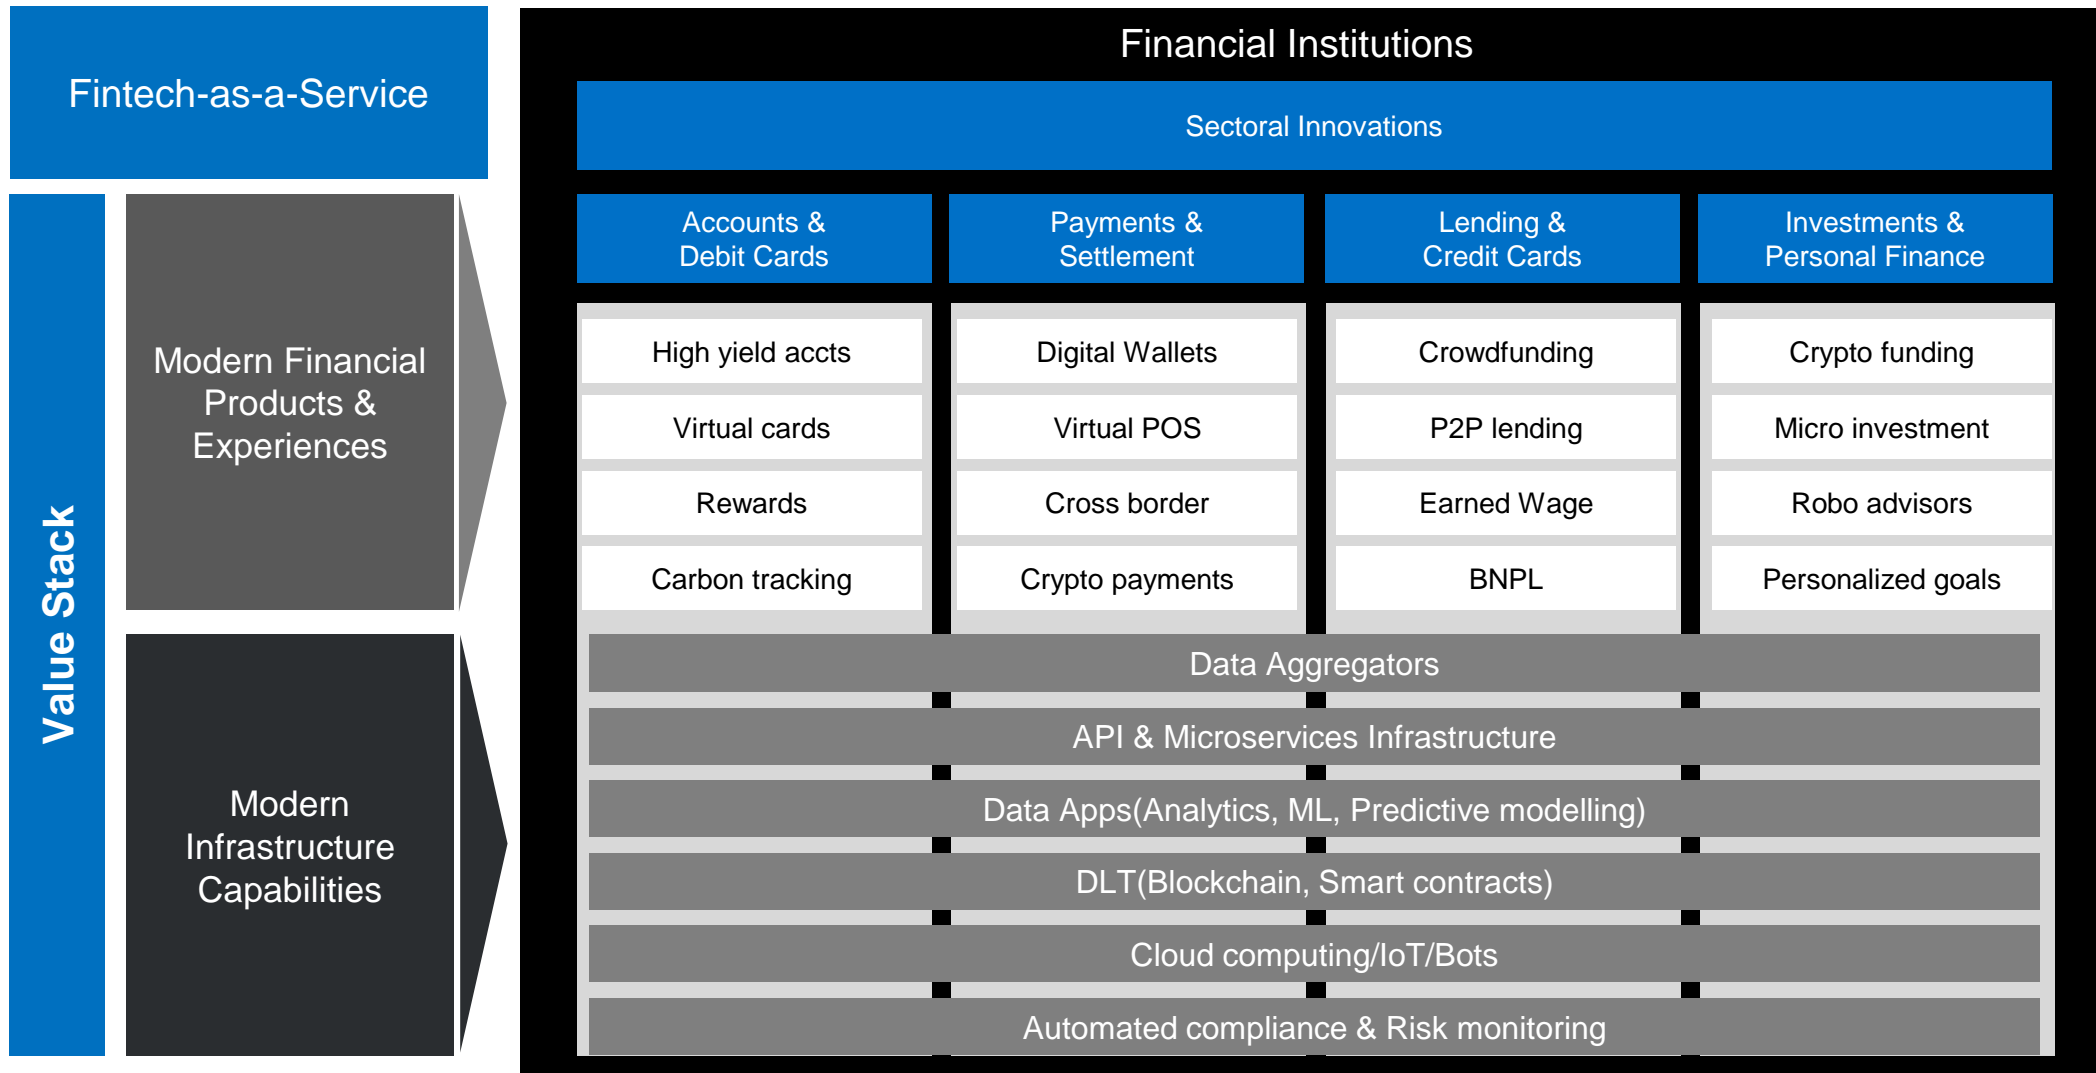 Fintech-as-a-Service
Value Stack
Modern Financial
Products &
Experiences
Modern
Infrastructure
Capabilities
Financial Institutions
Sectoral Innovations
Accounts &
Debit Cards
Payments &
Settlement
Lending &
Credit Cards
Investments &
Personal Finance
High yield accts
Digital Wallets
Crowdfunding
Crypto funding
Virtual cards
Virtual POS
P2P lending
Micro investment
Rewards
Cross border
Earned Wage
Robo advisors
Carbon tracking
Crypto payments
BNPL
Personalized goals
Data Aggregators
API & Microservices Infrastructure
Data Apps(Analytics, ML, Predictive modelling)
DLT(Blockchain, Smart contracts)
Cloud computing/IoT/Bots
Automated compliance & Risk monitoring